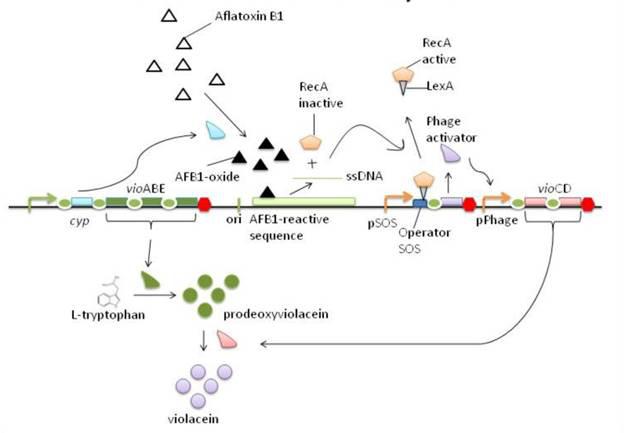 Aflatoxin B1
RecA
active
LexA
RecA
inactive
Phage
activator
AFB1-oxide
+
ssDNA
vioABE
vioCD
cyp
ori
AFB1-reactive
sequence
pSOS
Operator
SOS
pPhage
L-tryptophan
prodeoxyviolacein
violacein